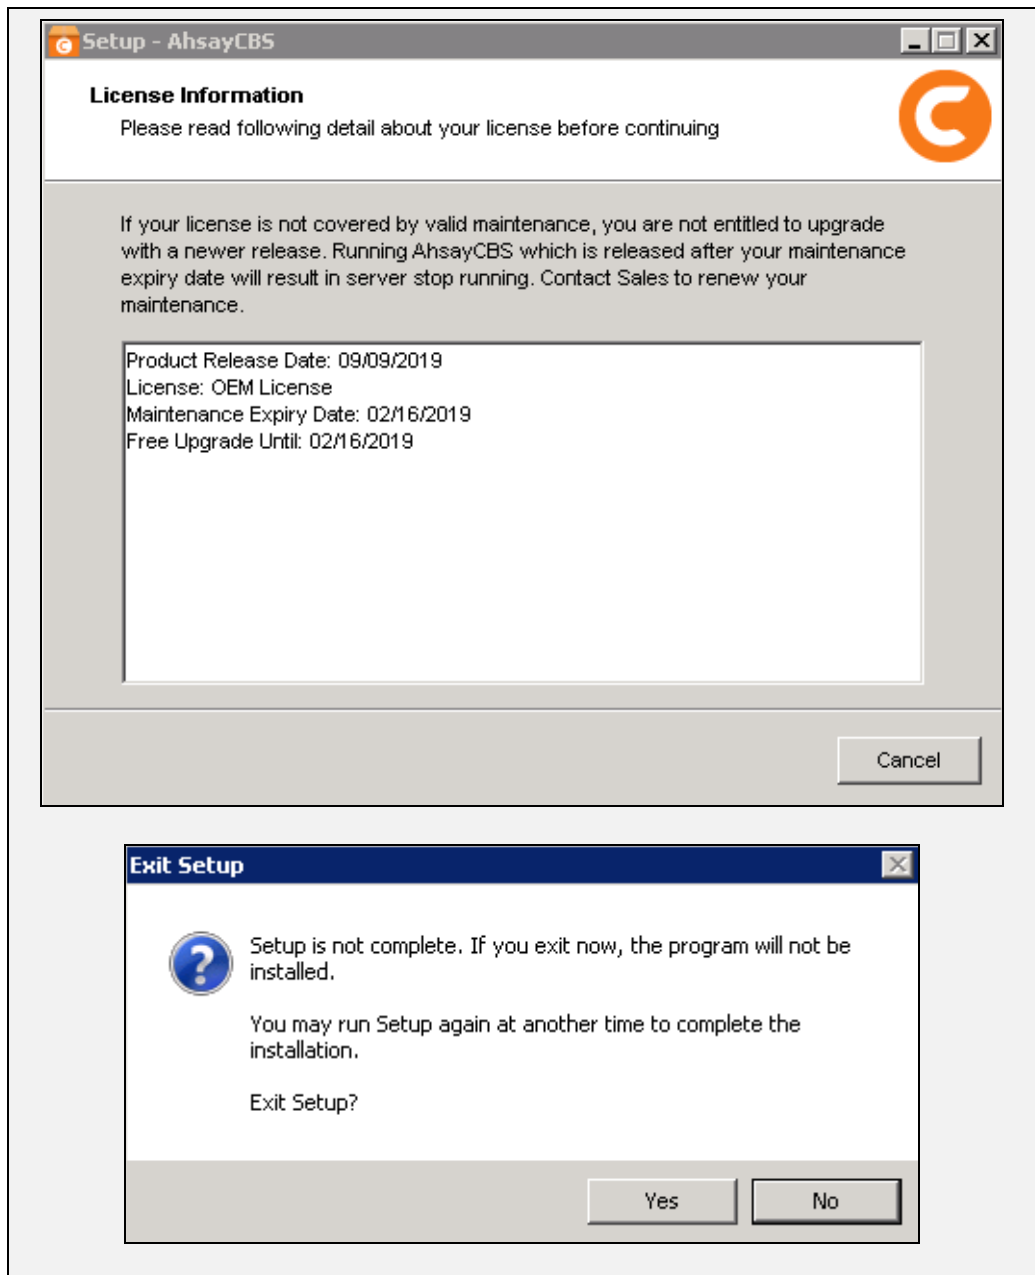 Setup - AhsayCBS
License Information
Please read following detail about your license before continuing
If your license is not covered by valid maintenance, you are not entitled to upgrade
with a newer release. Running AhsayCBS which is released after your maintenance
expiry date will result in server stop running. Contact Sales to renew your
maintenance.
Product Release Date: 09/09/2019
License: OEM License
Maintenance Expiry Date: 02/16/2019
Free Upgrade Until: 02/16/2019
Cancel
Exit Setup
Setup is not complete. If you exit now, the program will not be
installed.
You may run Setup again at another time to complete the
installation.
Exit Setup?
Yes
No